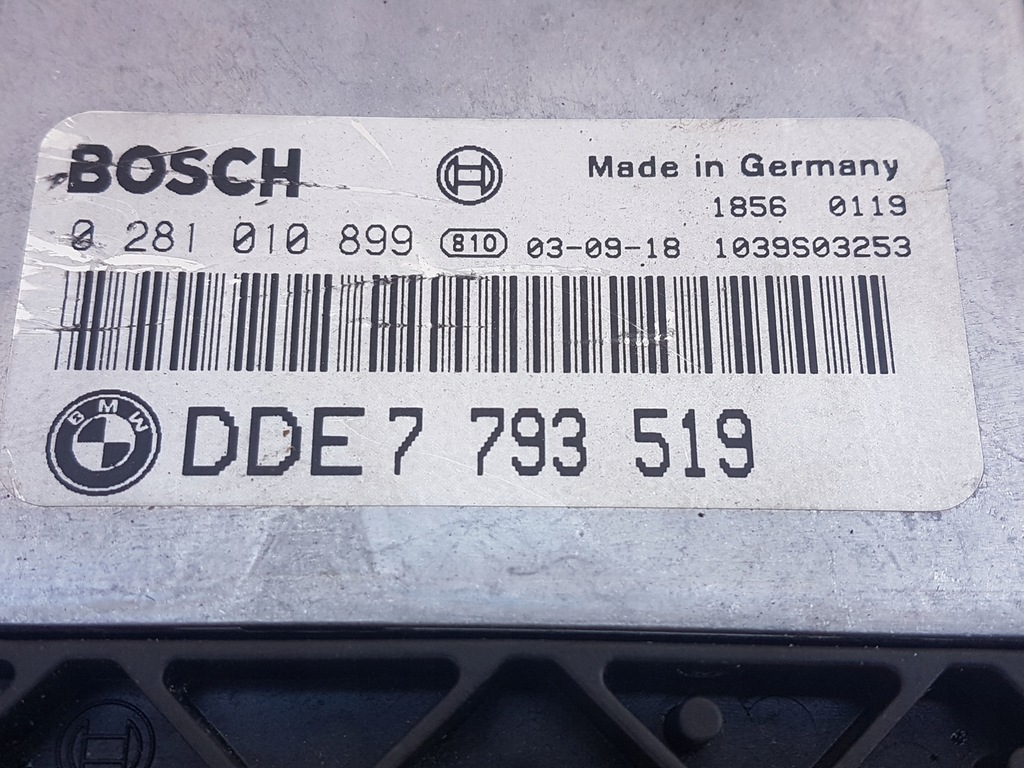 BOSCH
Made in Germany
1856 0119
0 281 010 899 810 03-09-18 1039S03253
BMW
DDE 7 793 519